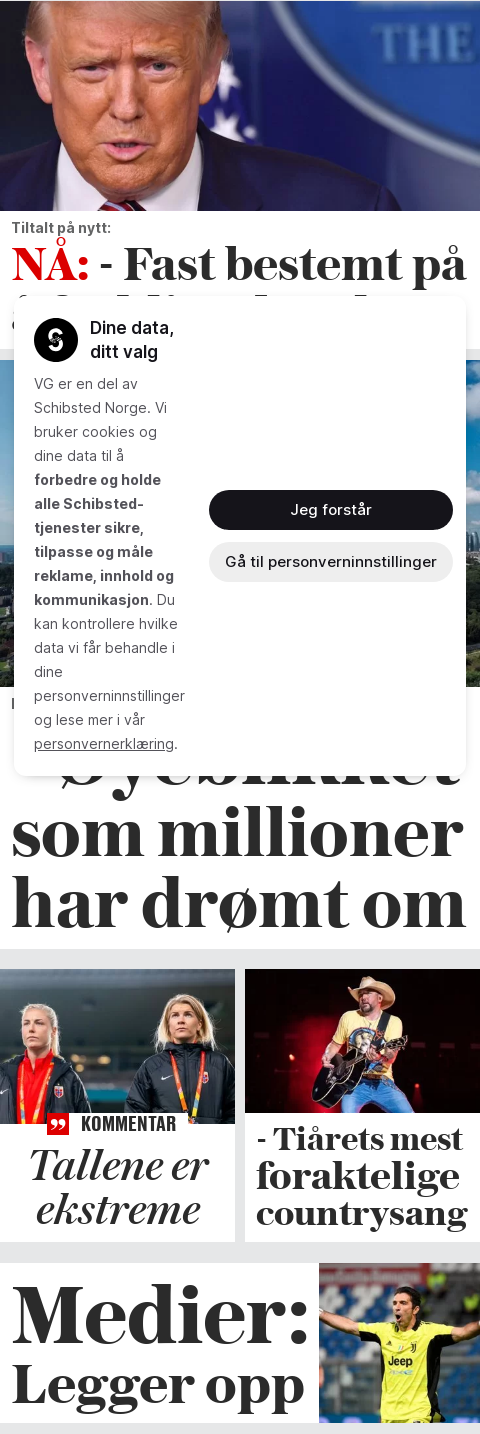 Tiltalt på nytt:
NÅ: - Fast bestemt på
Dine data,
ditt valg
VG er en del av
Schibsted Norge. Vi
bruker cookies og
dine data til å
forbedre og holde
alle Schibsted-
tjenester sikre,
tilpasse og måle
reklame, innhold og
kommunikasjon. Du
kan kontrollere hvilke
data vi får behandle i
dine
personverninnstillinger
og lese mer i vår
personvernerklæring.
Jeg forstår
Gå til personverninnstillinger
Øyeblikket
som millioner
har drømt om
KOMMENTAR
Tallene er
ekstreme
- Tiårets mest
foraktelige
countrysang
THE
Jeep
Medier:
Legger opp